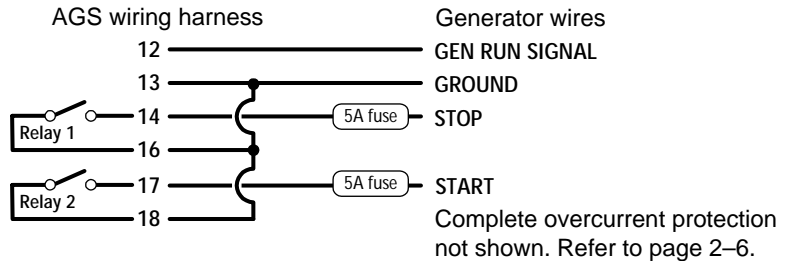 AGS wiring harness
Generator wires
12 GEN RUN SIGNAL
13 GROUND
14 5A fuse STOP
Relay 1
16
17 5A fuse START
Relay 2
18
Complete overcurrent protection
not shown. Refer to page 2–6.